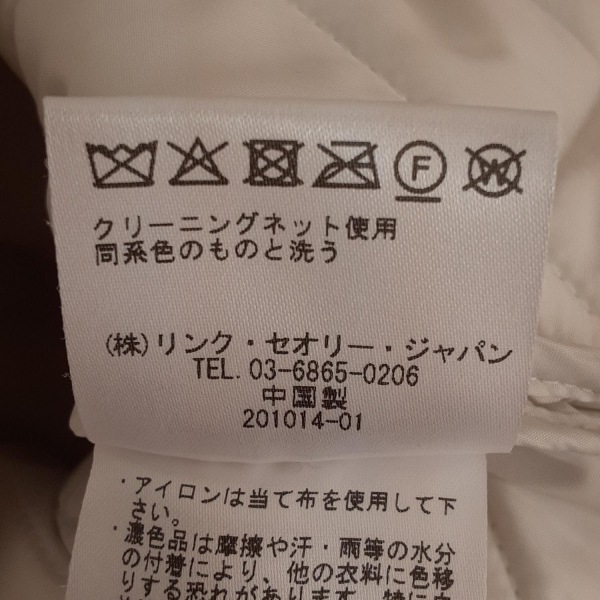 F W
クリーニングネット使用
同系色のものと洗う
(株)リンク・セオリー・ジャパン
TEL. 03-6865-0206
中国製
201014-01
・アイロンは当て布を使用して下
さい。
・濃色品は摩擦や汗・雨等の水分
の付着により、他の衣料に色移
りする恐れがあります。特に白